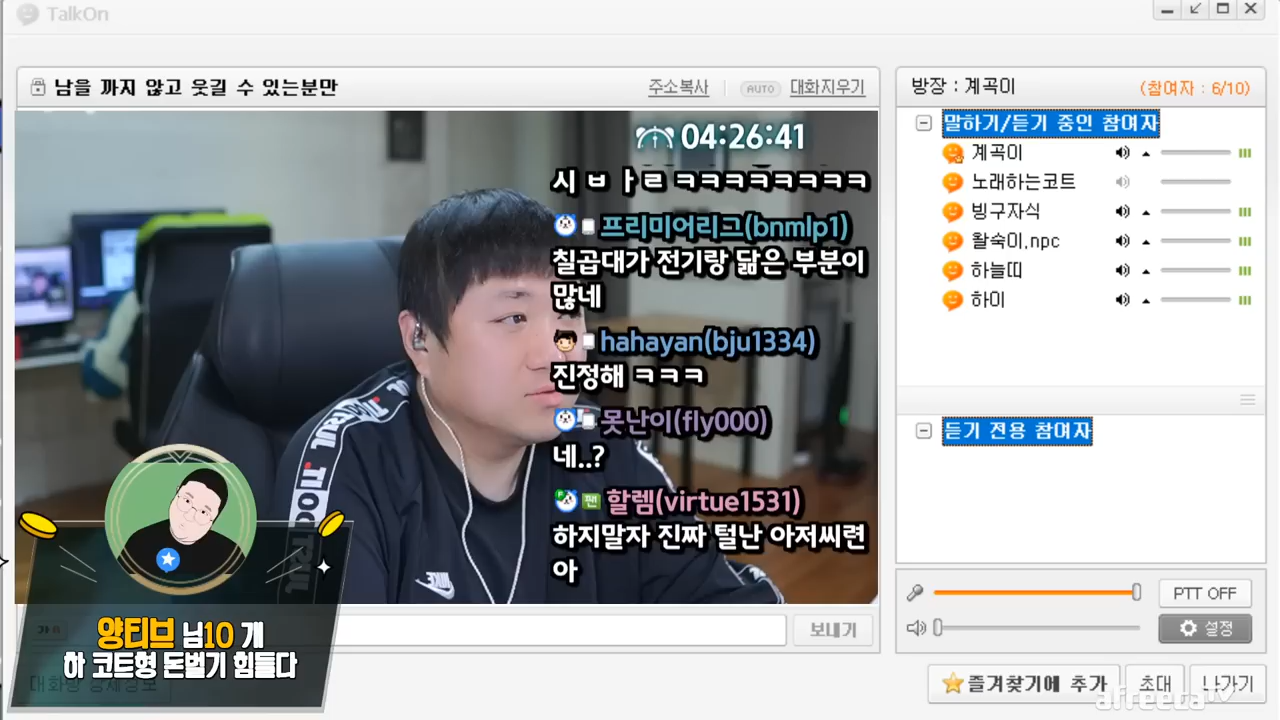 TalkOn
남을 까지 않고 웃길 수 있는분만
주소복사
AUTO
대화지우기
04:26:41
시ㅂㅏㄹ ㅋㅋㅋㅋㅋㅋㅋㅋ
프리미어리그(bnmlp1)
칠곱대가 전기랑 닮은 부분이
많네
hahayan(bju1334)
진정해 ㅋㅋㅋ
못난이(fly000)
네..?
팬 할렘(virtue1531)
하지말자 진짜 털난 아저씨련
아
양티브 님10 개
하 코트형 돈벌기 힘들다
보내기
방장 : 계곡이
(참여자 : 6/10)
말하기/듣기 중인 참여자
계곡이
노래하는코트
빙구자식
왈숙이,npc
하늘띠
하이
듣기 전용 참여자
PTT OFF
설정
즐겨찾기에 추가
초대
나가기
afreecaTV